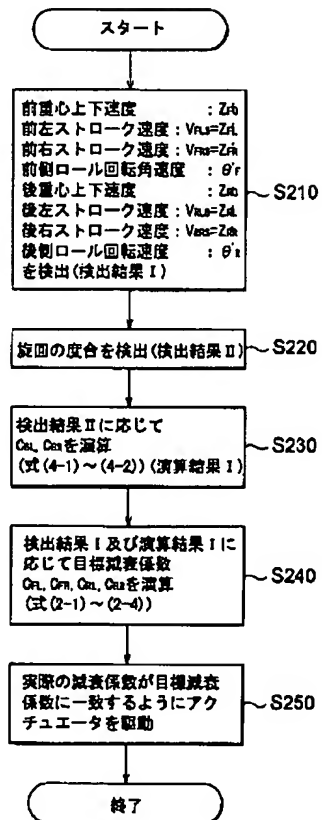 スタート
前重心上下速度 : ZFb
前左ストローク速度 : VFLS=ZFL
前右ストローク速度 : VFRS=ZFR
前側ロール回転角速度 : θ'F
後重心上下速度 : ZRb
後左ストローク速度 : VRLS=ZRL
後右ストローク速度 : VRRS=ZRR
後側ロール回転速度 : θ'R
を検出(検出結果Ⅰ)
S210
旋回の度合を検出(検出結果Ⅱ)
S220
検出結果Ⅱに応じて
を演算
(式(4-1)~(4-2))(演算結果Ⅰ)
S230
検出結果Ⅰ及び演算結果Ⅰに
応じて目標減衰係数
CFL, CFR, CRL, CRRを演算
(式(2-1)~(2-4))
S240
実際の減衰係数が目標減衰
係数に一致するようにアク
チュエータを駆動
S250
終了